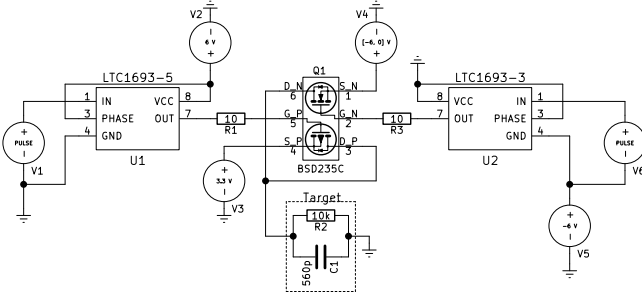 V2
6 V
V4
[-6, 0] V
Q1
LTC1693-5
1 IN
3 PHASE
4 GND
VCC 8
OUT 7
U1
PULSE
V1
10
R1
D_N
6
S_N
1
G_P
5
G_N
2
S_P
4
D_P
3
BSD235C
3.3 V
V3
10
R3
LTC1693-3
8 VCC
7 OUT
IN 1
PHASE 3
GND 4
U2
PULSE
V6
-6 V
V5
Target
10k
R2
560p
C1